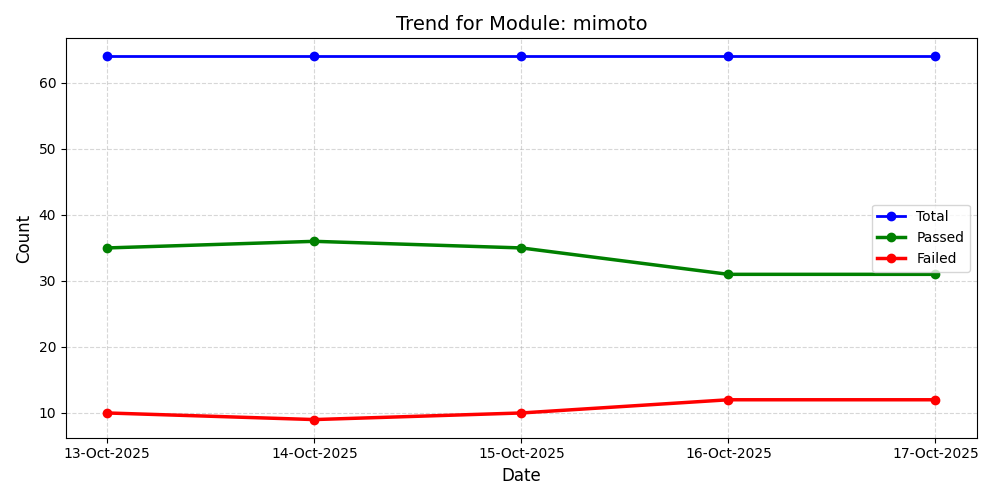 Trend for Module: mimoto
Count
60
50
40
30
20
10
Total
Passed
Failed
13-Oct-2025 14-Oct-2025 15-Oct-2025 16-Oct-2025 17-Oct-2025
Date